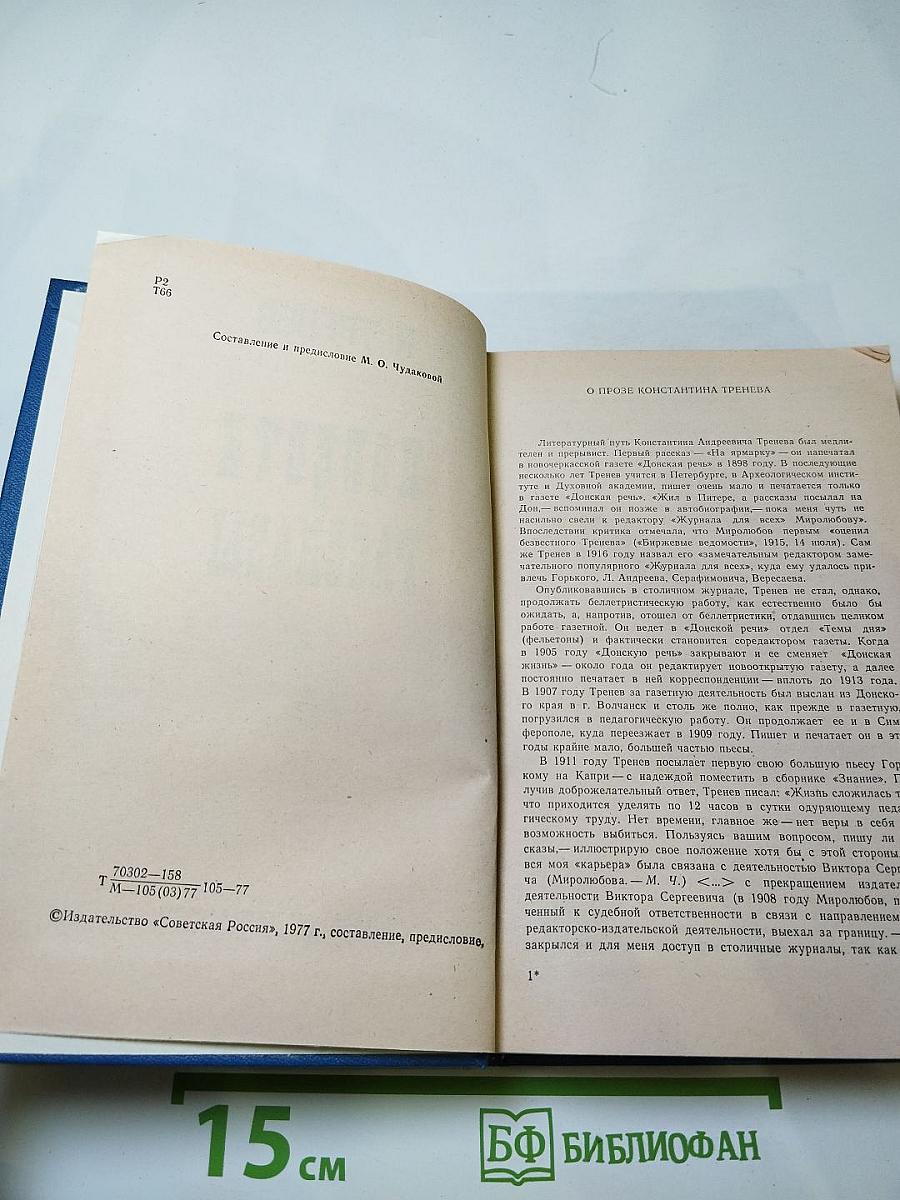 Р2
Т66
Составление и предисловие М. О. Чудаковой
Т 70302—158
М—105(03)77 105—77
©Издательство «Советская Россия», 1977 г., составление, предисловие,
О ПРОЗЕ КОНСТАНТИНА ТРЕНЕВА
Литературный путь Константина Андреевича Тренева был медли-
телен и прерывист. Первый рассказ — «На ярмарку» — он напечатал
в новочеркасской газете «Донская речь» в 1898 году. В последующие
несколько лет Тренев учится в Петербурге, в Археологическом инсти-
туте и Духовной академии, пишет очень мало и печатается только
в газете «Донская речь». «Жил в Питере, а рассказы посылал на
Дон,— вспоминал он позже в автобиографии,— пока меня чуть не
насильно свели к редактору «Журнала для всех» Миролюбову».
Впоследствии критика отмечала, что Миролюбов первым «оценил
безвестного Тренева» («Биржевые ведомости», 1915, 14 июля). Сам
же Тренев в 1916 году назвал его «замечательным редактором заме-
чательного популярного «Журнала для всех», куда ему удалось при-
влечь Горького, Л. Андреева, Серафимовича, Вересаева.
Опубликовавшись в столичном журнале, Тренев не стал, однако,
продолжать беллетристическую работу, как естественно было бы
ожидать, а, напротив, отошел от беллетристики, отдавшись целиком
работе газетной. Он ведет в «Донской речи» отдел «Темы дня»
(фельетоны) и фактически становится соредактором газеты. Когда
в 1905 году «Донскую речь» закрывают и ее сменяет «Донская
жизнь» — около года он редактирует новооткрытую газету, а далее
постоянно печатает в ней корреспонденции — вплоть до 1913 года.
В 1907 году Тренев за газетную деятельность был выслан из Донско-
го края в г. Волчанск и столь же полно, как прежде в газетную,
погрузился в педагогическую работу. Он продолжает ее и в Сим
ферополе, куда переезжает в 1909 году. Пишет и печатает он в эт
годы крайне мало, большей частью пьесы.
В 1911 году Тренев посылает первую свою большую пьесу Гор
кому на Капри — с надеждой поместить в сборнике «Знание». П
лучив доброжелательный ответ, Тренев писал: «Жизнь сложилась т
что приходится уделять по 12 часов в сутки одуряющему педа
гическому труду. Нет времени, главное же — нет веры в себя
возможность выбиться. Пользуясь вашим вопросом, пишу ли
сказы,— иллюстрирую свое положение хотя бы с этой стороны.
вся моя «карьера» была связана с деятельностью Виктора Серг
ча (Миролюбова. — М. Ч.) <...> с прекращением издател
деятельности Виктора Сергеевича (в 1908 году Миролюбов, п
ченный к судебной ответственности в связи с направлением
редакторско-издательской деятельности, выехал за границу. —
закрылся и для меня доступ в столичные журналы, так как
1*
15 см
БФ БИБЛИОФАН